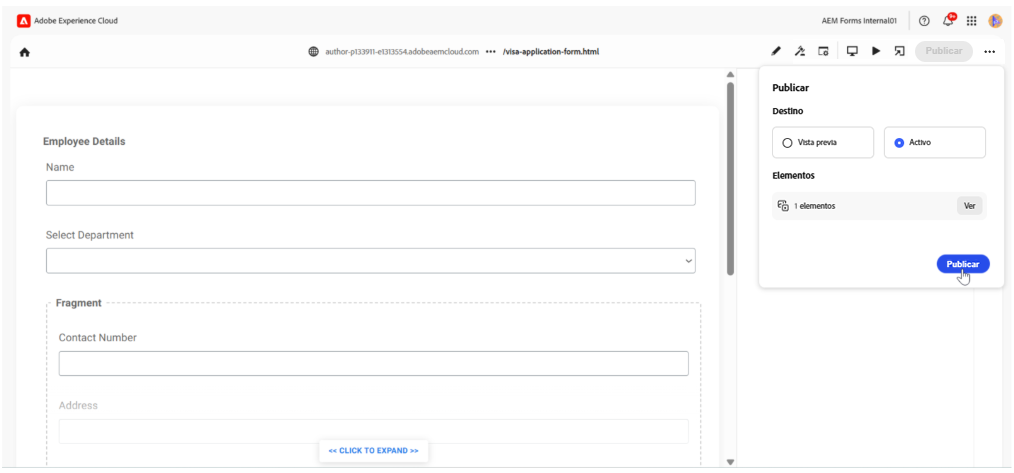 Adobe Experience Cloud
AEM Forms Internal01
9+
author-p133911-e1313554.adobeaemcloud.com ••• /visa-application-form.html
Publicar
Publicar
Destino
Vista previa
Activo
Elementos
1 elementos
Ver
Publicar
Employee Details
Name
Select Department
Fragment
Contact Number
Address
<< CLICK TO EXPAND >>